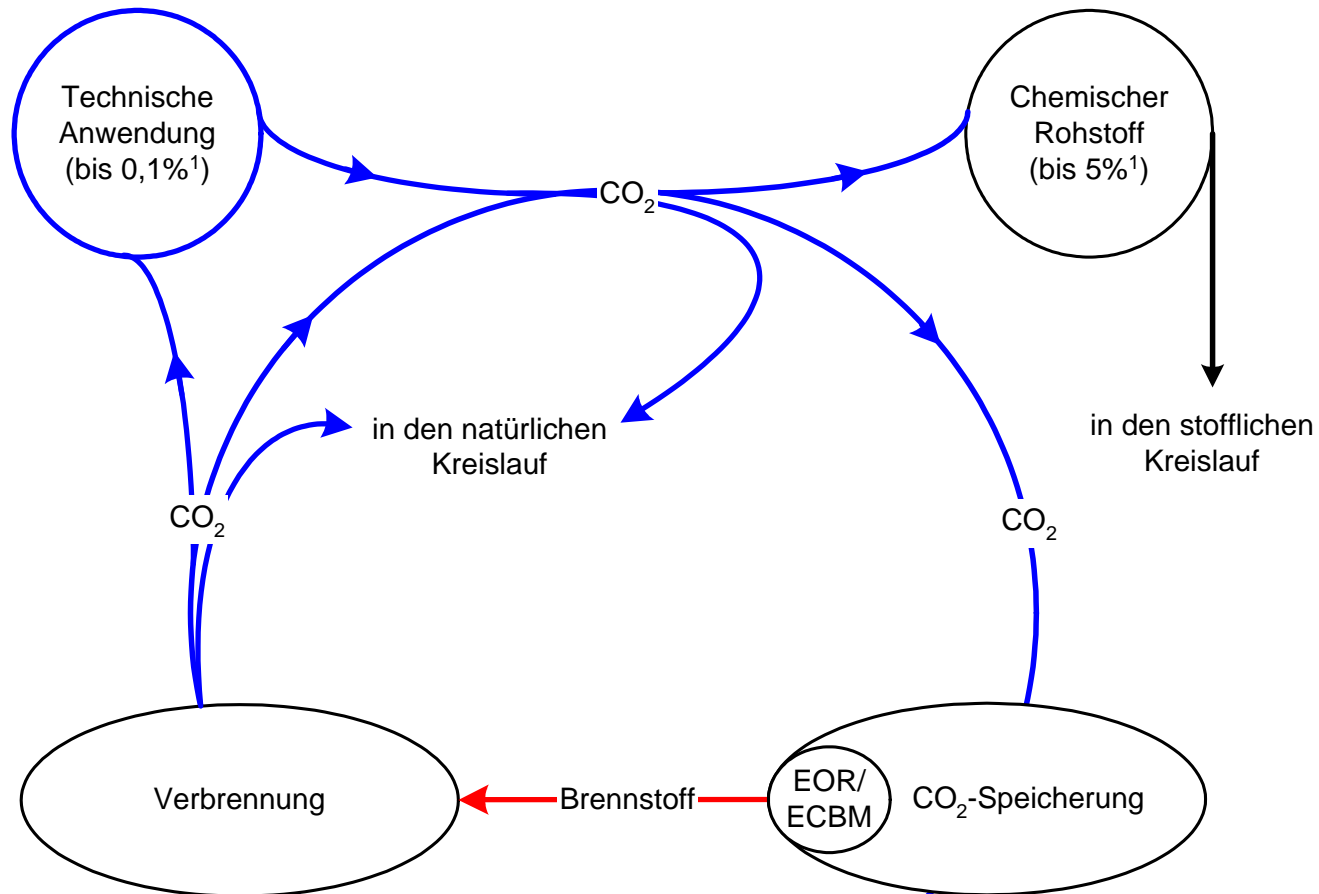 Technische
Anwendung
(bis 0,1%¹)
Chemischer
Rohstoff
(bis 5%¹)
CO₂
in den natürlichen
Kreislauf
in den stofflichen
Kreislauf
CO₂
CO₂
Verbrennung
Brennstoff
EOR/
ECBM
CO₂-Speicherung